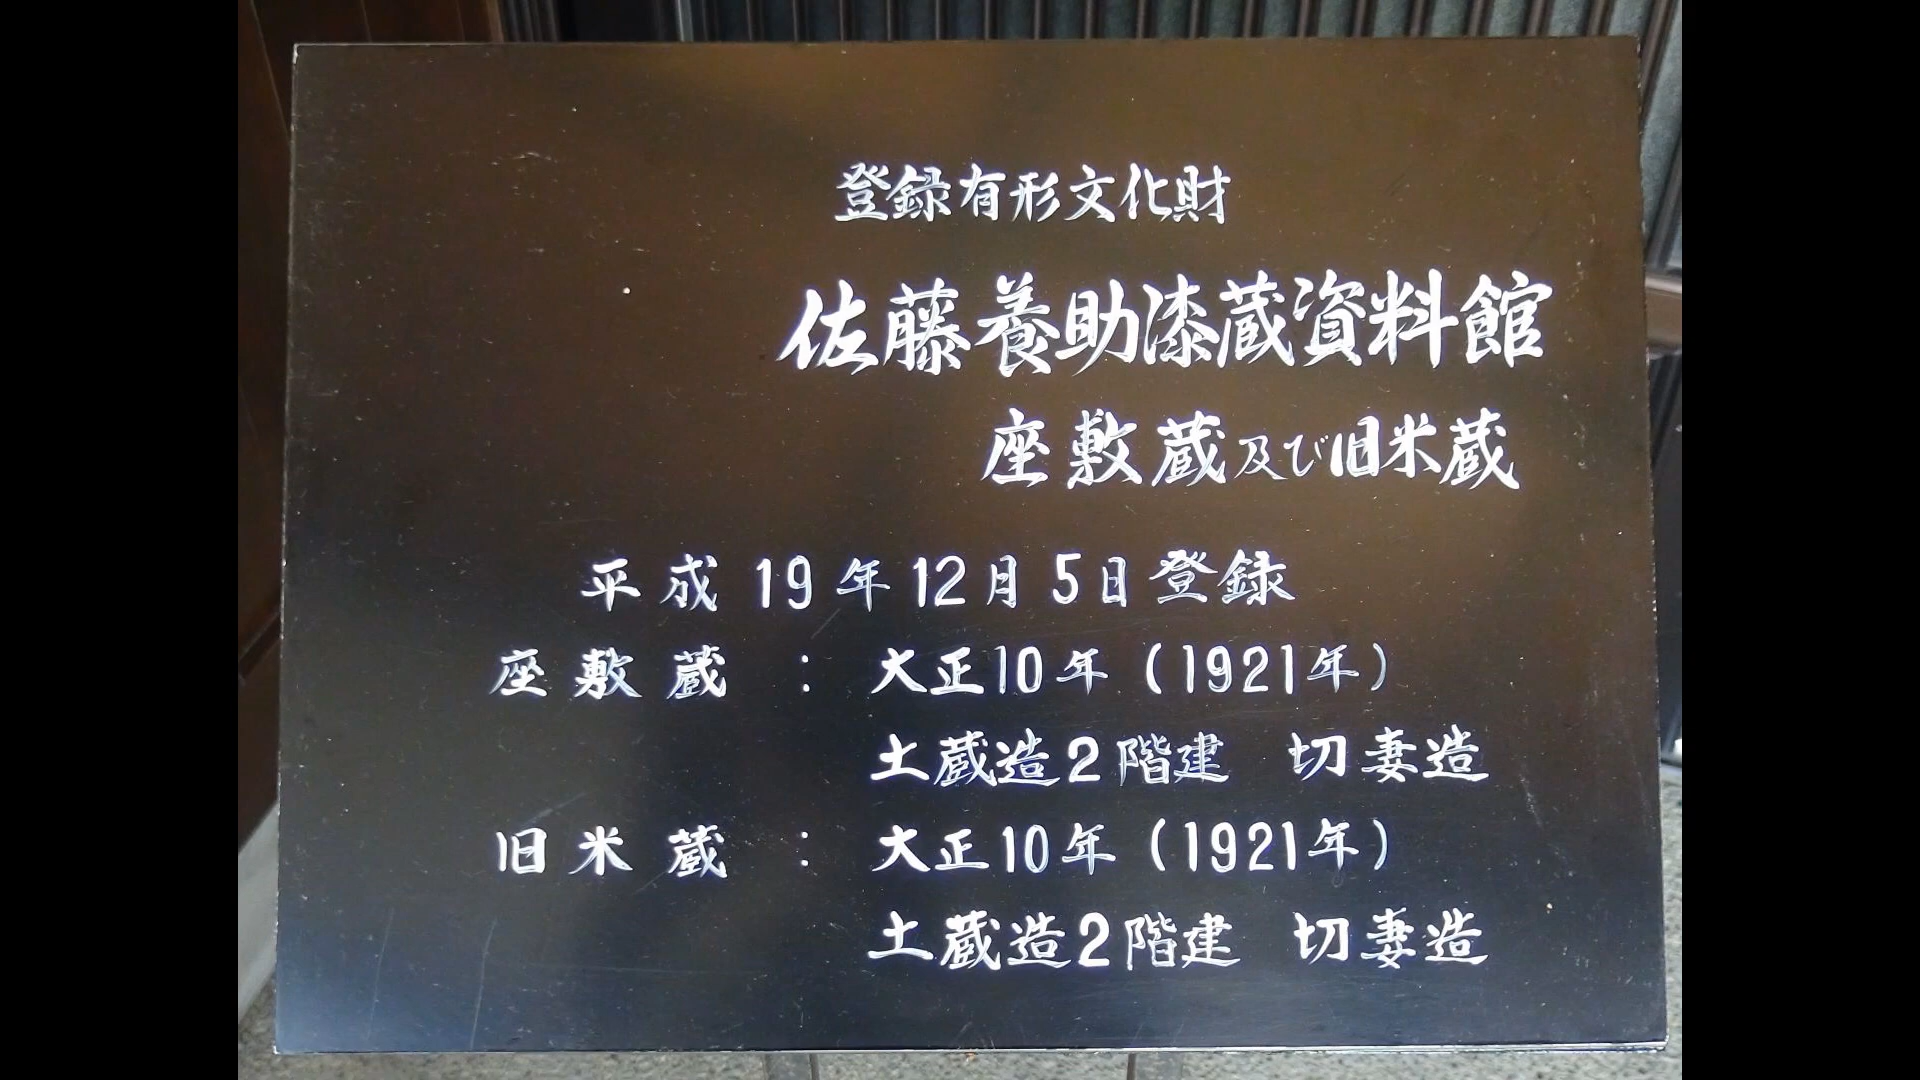 登録有形文化財
佐藤養助漆蔵資料館
座敷蔵及び旧米蔵
平成19年12月5日登録
座敷蔵：大正10年（1921年）
土蔵造2階建 切妻造
旧米蔵：大正10年（1921年）
土蔵造2階建 切妻造